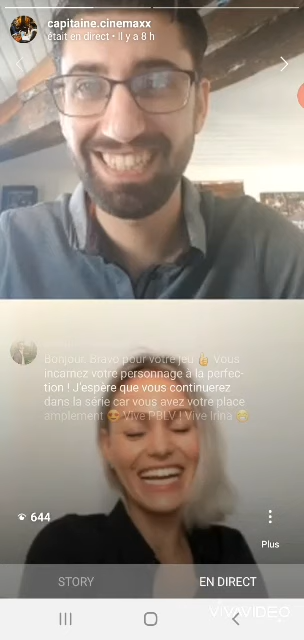 capitaine.cinemaxx
était en direct • Il y a 8 h
Bonjour. Bravo pour votre jeu 💪 Vous
incarnez votre personnage à la perfec-
tion ! J'espère que vous continuerez
dans la série car vous avez votre place
amplement 😍 Vive PBLV ! Vive Irina
644
Plus
STORY
EN DIRECT
VIVAVIDEO